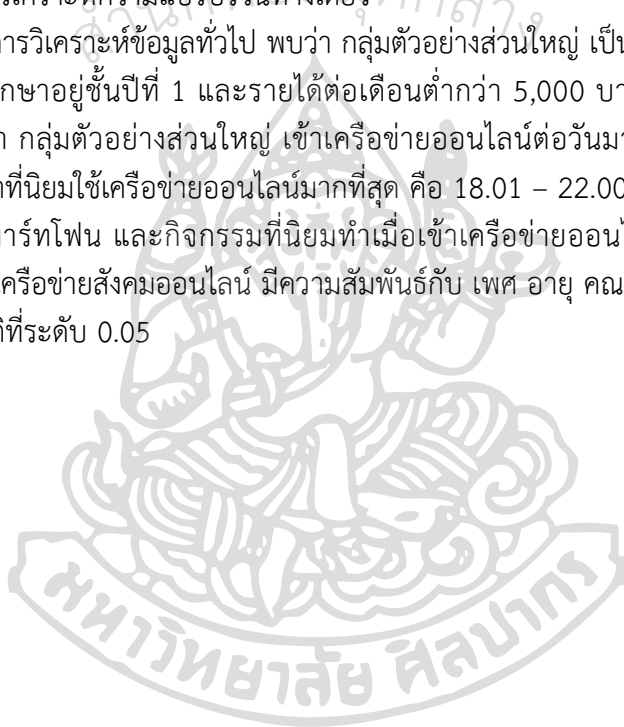 การวิเคราะห์ข้อมูลทั่วไป พบว่า กลุ่มตัวอย่างส่วนใหญ่ เป็น
กษาอยู่ชั้นปีที่ 1 และรายได้ต่อเดือนต่ำกว่า 5,000 บา
า กลุ่มตัวอย่างส่วนใหญ่ เข้าเครือข่ายออนไลน์ต่อวันมา
าที่นิยมใช้เครือข่ายออนไลน์มากที่สุด คือ 18.01 – 22.00
มาร์ทโฟน และกิจกรรมที่นิยมทำเมื่อเข้าเครือข่ายออนไ
เครือข่ายสังคมออนไลน์ มีความสัมพันธ์กับ เพศ อายุ คณ
ติที่ระดับ 0.05
มหาวิทยาลัย ศิลปากร